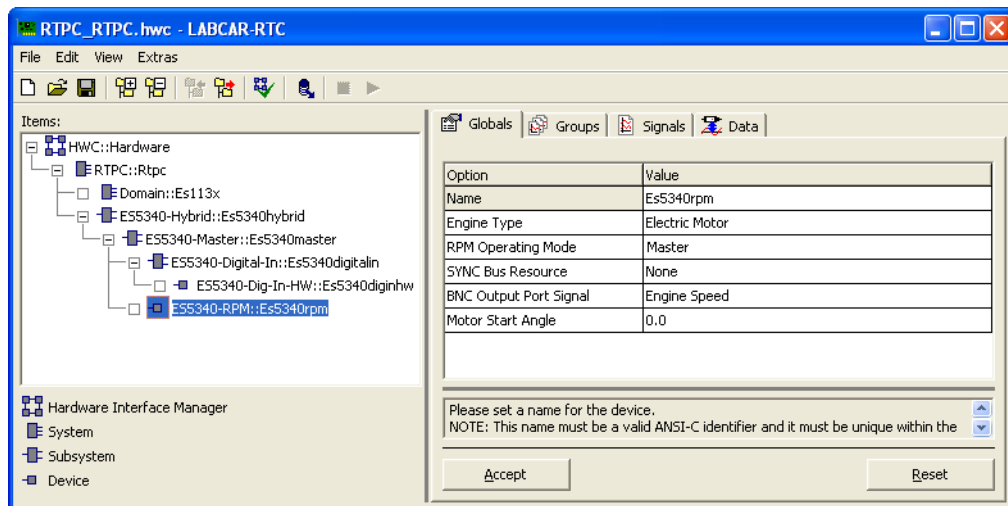 RTPC_RTPC.hwc - LABCAR-RTC
File Edit View Extras
Items:
HWC::Hardware
RTPC::Rtpc
Domain::Es113x
ES5340-Hybrid::Es5340hybrid
ES5340-Master::Es5340master
ES5340-Digital-In::Es5340digitalin
ES5340-Dig-In-HW::Es5340diginhw
ES5340-RPM::Es5340rpm
Hardware Interface Manager
System
Subsystem
Device
Globals Groups Signals Data
Option Value
Name Es5340rpm
Engine Type Electric Motor
RPM Operating Mode Master
SYNC Bus Resource None
BNC Output Port Signal Engine Speed
Motor Start Angle 0.0
Please set a name for the device.
NOTE: This name must be a valid ANSI-C identifier and it must be unique within the
Accept Reset